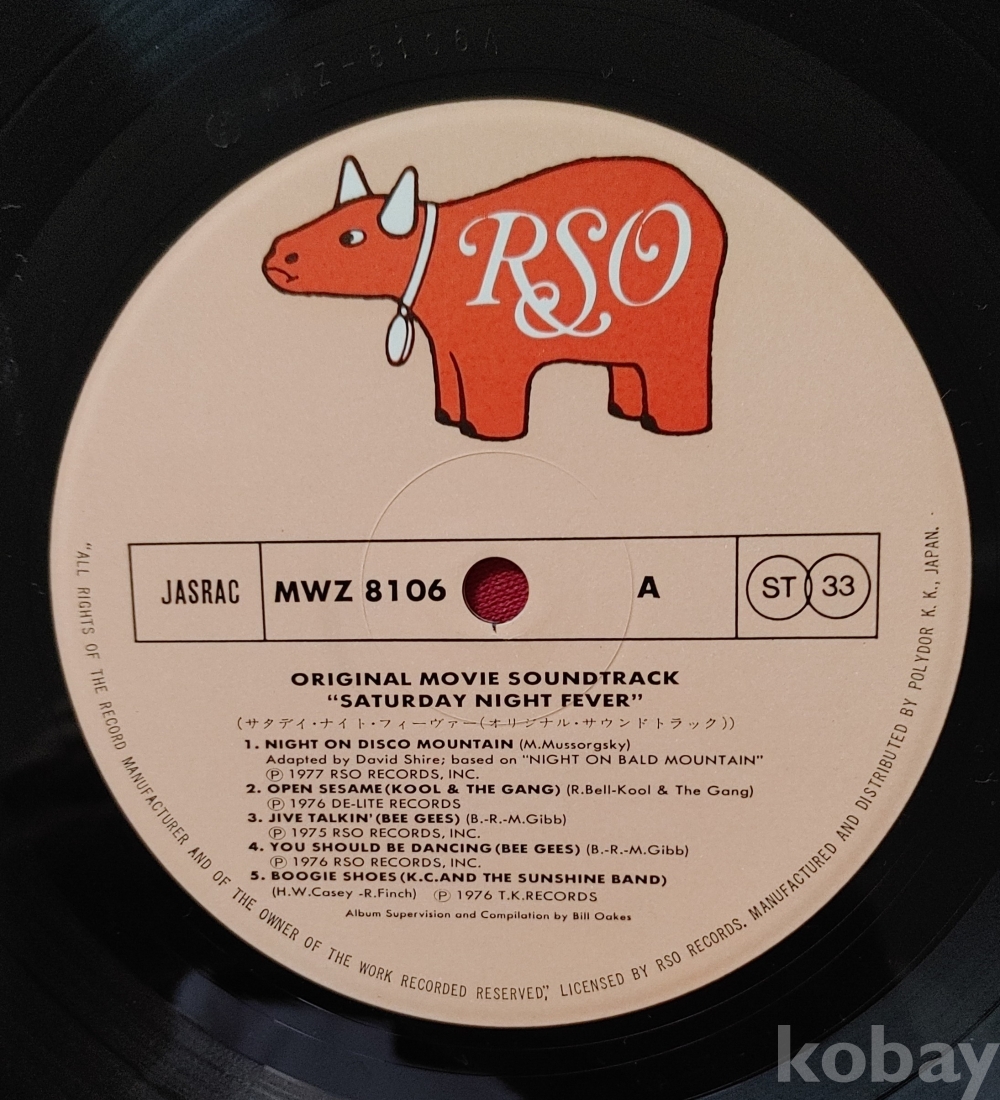 MWZ-8106A
RSO
JASRAC
MWZ 8106
A
ST 33
ORIGINAL MOVIE SOUNDTRACK
“SATURDAY NIGHT FEVER”
(サタデイ・ナイト・フィーヴァー(オリジナル・サウンドトラック))
1. NIGHT ON DISCO MOUNTAIN (M.Mussorgsky)
Adapted by David Shire; based on "NIGHT ON BALD MOUNTAIN"
Ⓟ 1977 RSO RECORDS, INC.
2. OPEN SESAME(KOOL & THE GANG) (R.Bell-Kool & The Gang)
Ⓟ 1976 DE-LITE RECORDS
3. JIVE TALKIN'(BEE GEES) (B.-R.-M.Gibb)
Ⓟ 1975 RSO RECORDS, INC.
4. YOU SHOULD BE DANCING(BEE GEES) (B.-R.-M.Gibb)
Ⓟ 1976 RSO RECORDS, INC.
5. BOOGIE SHOES(K.C.AND THE SUNSHINE BAND)
(H.W.Casey -R.Finch) Ⓟ 1976 T.K.RECORDS
Album Supervision and Compilation by Bill Oakes
“ALL RIGHTS OF THE RECORD MANUFACTURER AND OF THE OWNER OF THE WORK RECORDED RESERVED”, LICENSED BY RSO RECORDS. MANUFACTURED AND DISTRIBUTED BY POLYDOR K. K., JAPAN.
kobay